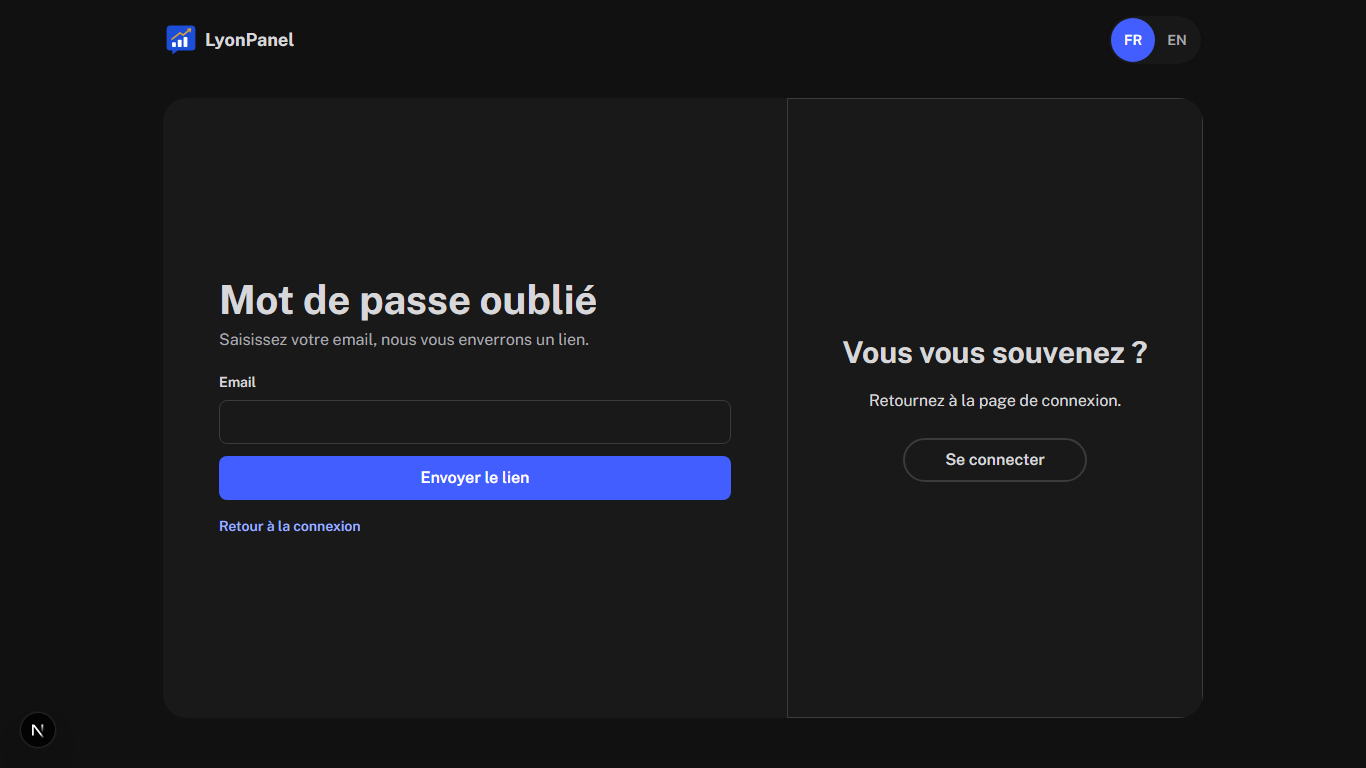 LyonPanel
FR
EN
Mot de passe oublié
Saisissez votre email, nous vous enverrons un lien.
Email
Envoyer le lien
Retour à la connexion
Vous vous souvenez ?
Retournez à la page de connexion.
Se connecter
N